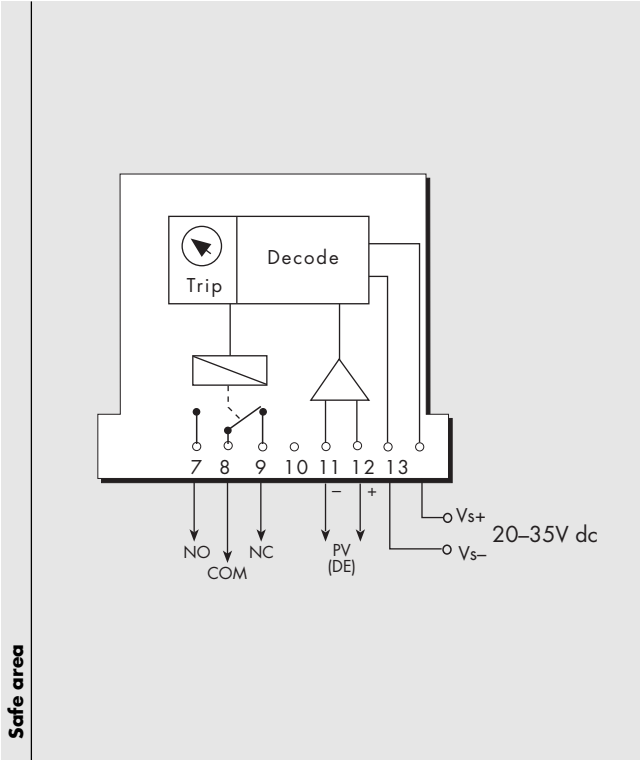 Trip
Decode
7 8 9 10 11 12 13
– +
Vs+
20–35V dc
Vs–
NO
COM
NC
PV
(DE)
Safe area